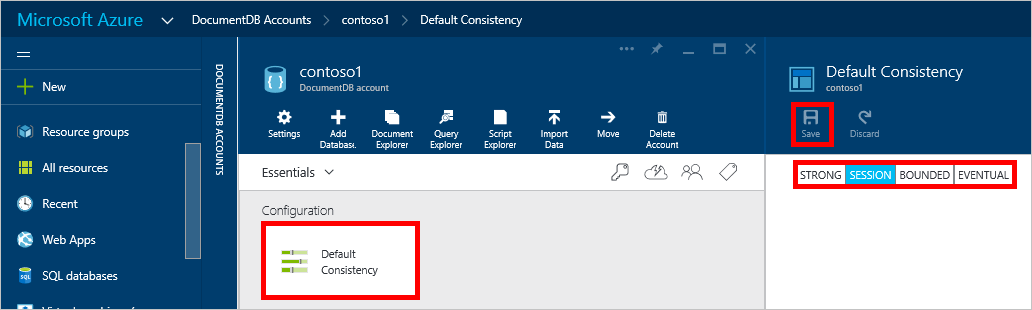 Microsoft Azure DocumentDB Accounts contoso1 Default Consistency
New
Resource groups
All resources
Recent
Web Apps
SQL databases
DOCUMENTDB ACCOUNTS
contoso1
DocumentDB account
Settings
Add
Databas.
Document
Explorer
Query
Explorer
Script
Explorer
Import
Data
Move
Delete
Account
Essentials
Configuration
Default
Consistency
Default Consistency
contoso1
Save
Discard
STRONG SESSION BOUNDED EVENTUAL